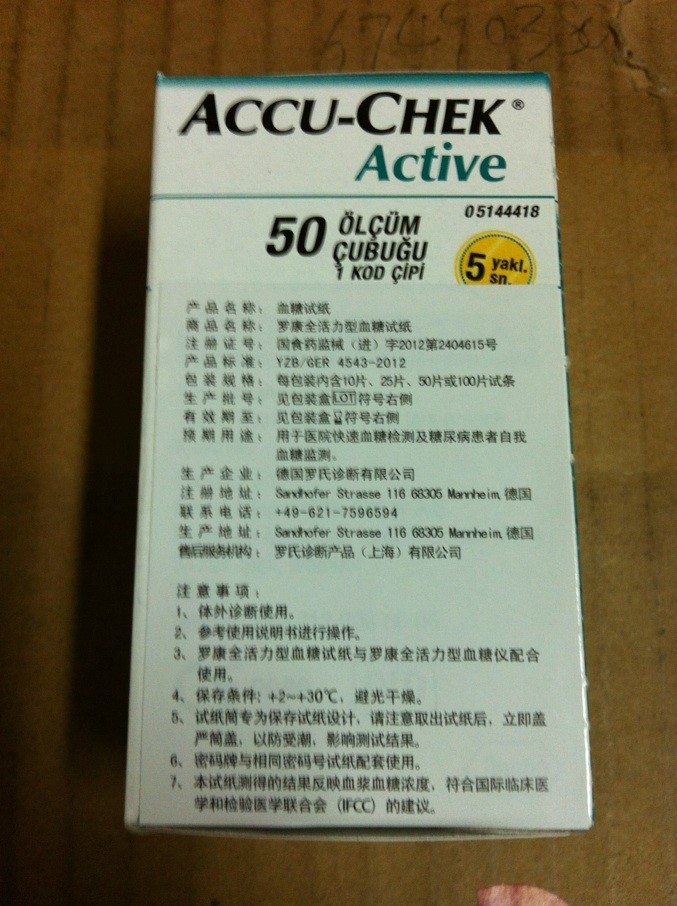 674903
ACCU-CHEK®
Active
05144418
50 ÖLÇÜM
ÇUBUĞU
1 KOD ÇİPİ
5 yakl.
sn.
产品名称：血糖试纸
商品名称：罗康全活力型血糖试纸
注册证号：国食药监械（进）字2012第2404615号
产品标准：YZB/GER 4543-2012
包装规格：每包装内含10片、25片、50片或100片试条
生产批号：见包装盒LOT符号右侧
有效期至：见包装盒符号右侧
预期用途：用于医院快速血糖检测及糖尿病患者自我
血糖监测。
生产企业：德国罗氏诊断有限公司
注册地址：Sandhofer Strasse 116 68305 Mannheim, 德国
联系电话：+49-621-7596594
生产地址：Sandhofer Strasse 116 68305 Mannheim, 德国
售后服务机构：罗氏诊断产品（上海）有限公司
注意事项：
1、体外诊断使用。
2、参考使用说明书进行操作。
3、罗康全活力型血糖试纸与罗康全活力型血糖仪配合
使用。
4、保存条件: +2~+30℃，避光干燥。
5、试纸筒专为保存试纸设计，请注意取出试纸后，立即盖
严筒盖，以防受潮，影响测试结果。
6、密码牌与相同密码号试纸配套使用。
7、本试纸测得的结果反映血浆血糖浓度，符合国际临床医
学和检验医学联合会（IFCC）的建议。